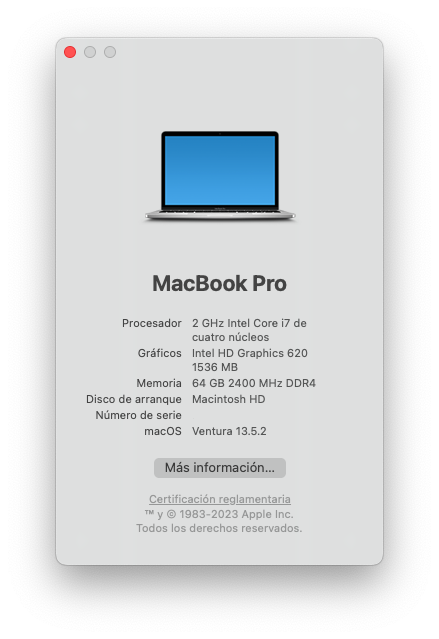 MacBook Pro
Procesador 2 GHz Intel Core i7 de
cuatro núcleos
Gráficos Intel HD Graphics 620
1536 MB
Memoria 64 GB 2400 MHz DDR4
Disco de arranque Macintosh HD
Número de serie
macOS Ventura 13.5.2
Más información...
Certificación reglamentaria
™ y © 1983-2023 Apple Inc.
Todos los derechos reservados.